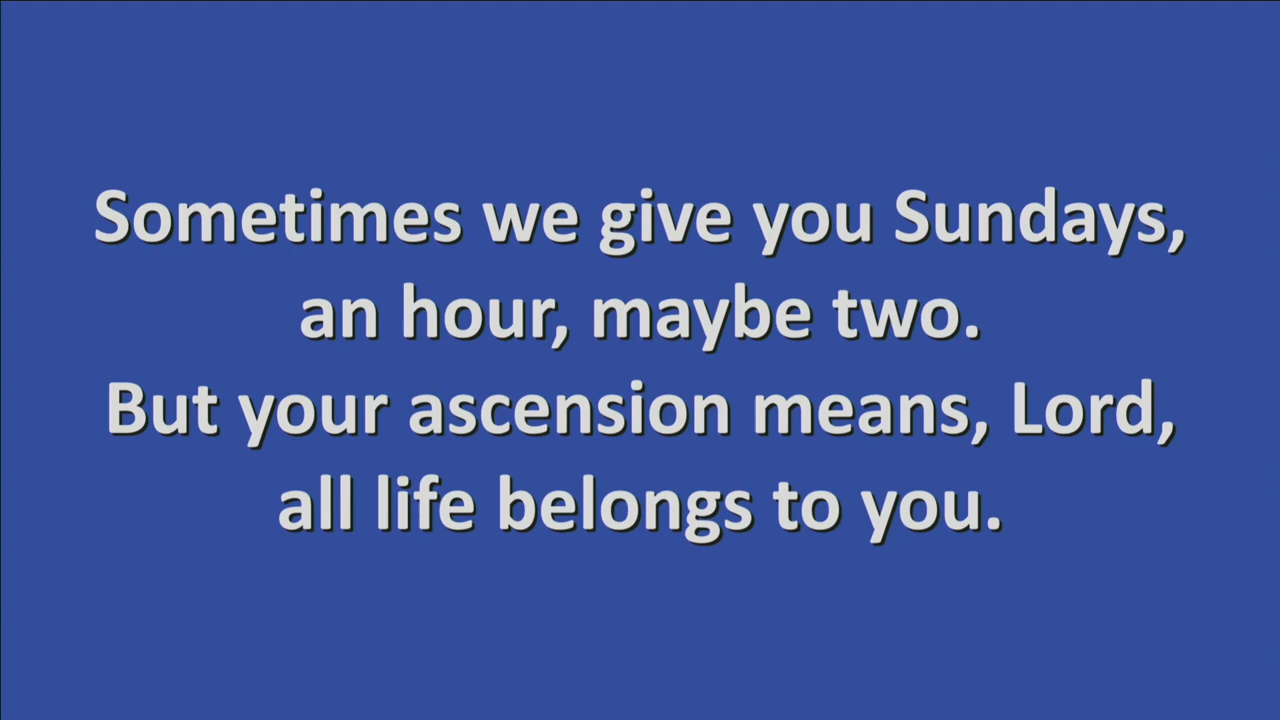 Sometimes we give you Sundays,
an hour, maybe two.
But your ascension means, Lord,
all life belongs to you.